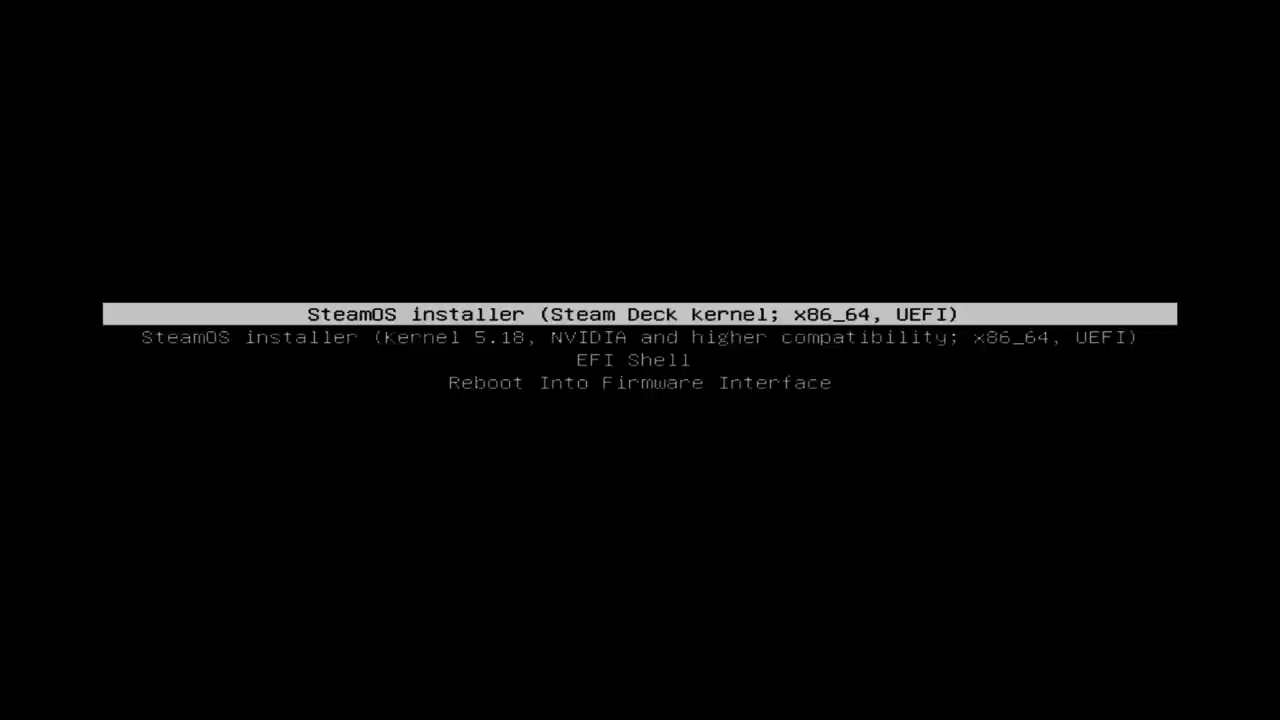 SteamOS installer (Steam Deck kernel; x86_64, UEFI)
SteamOS installer (Kernel 5.18, NVIDIA and higher compatibility; x86_64, UEFI)
EFI Shell
Reboot Into Firmware Interface